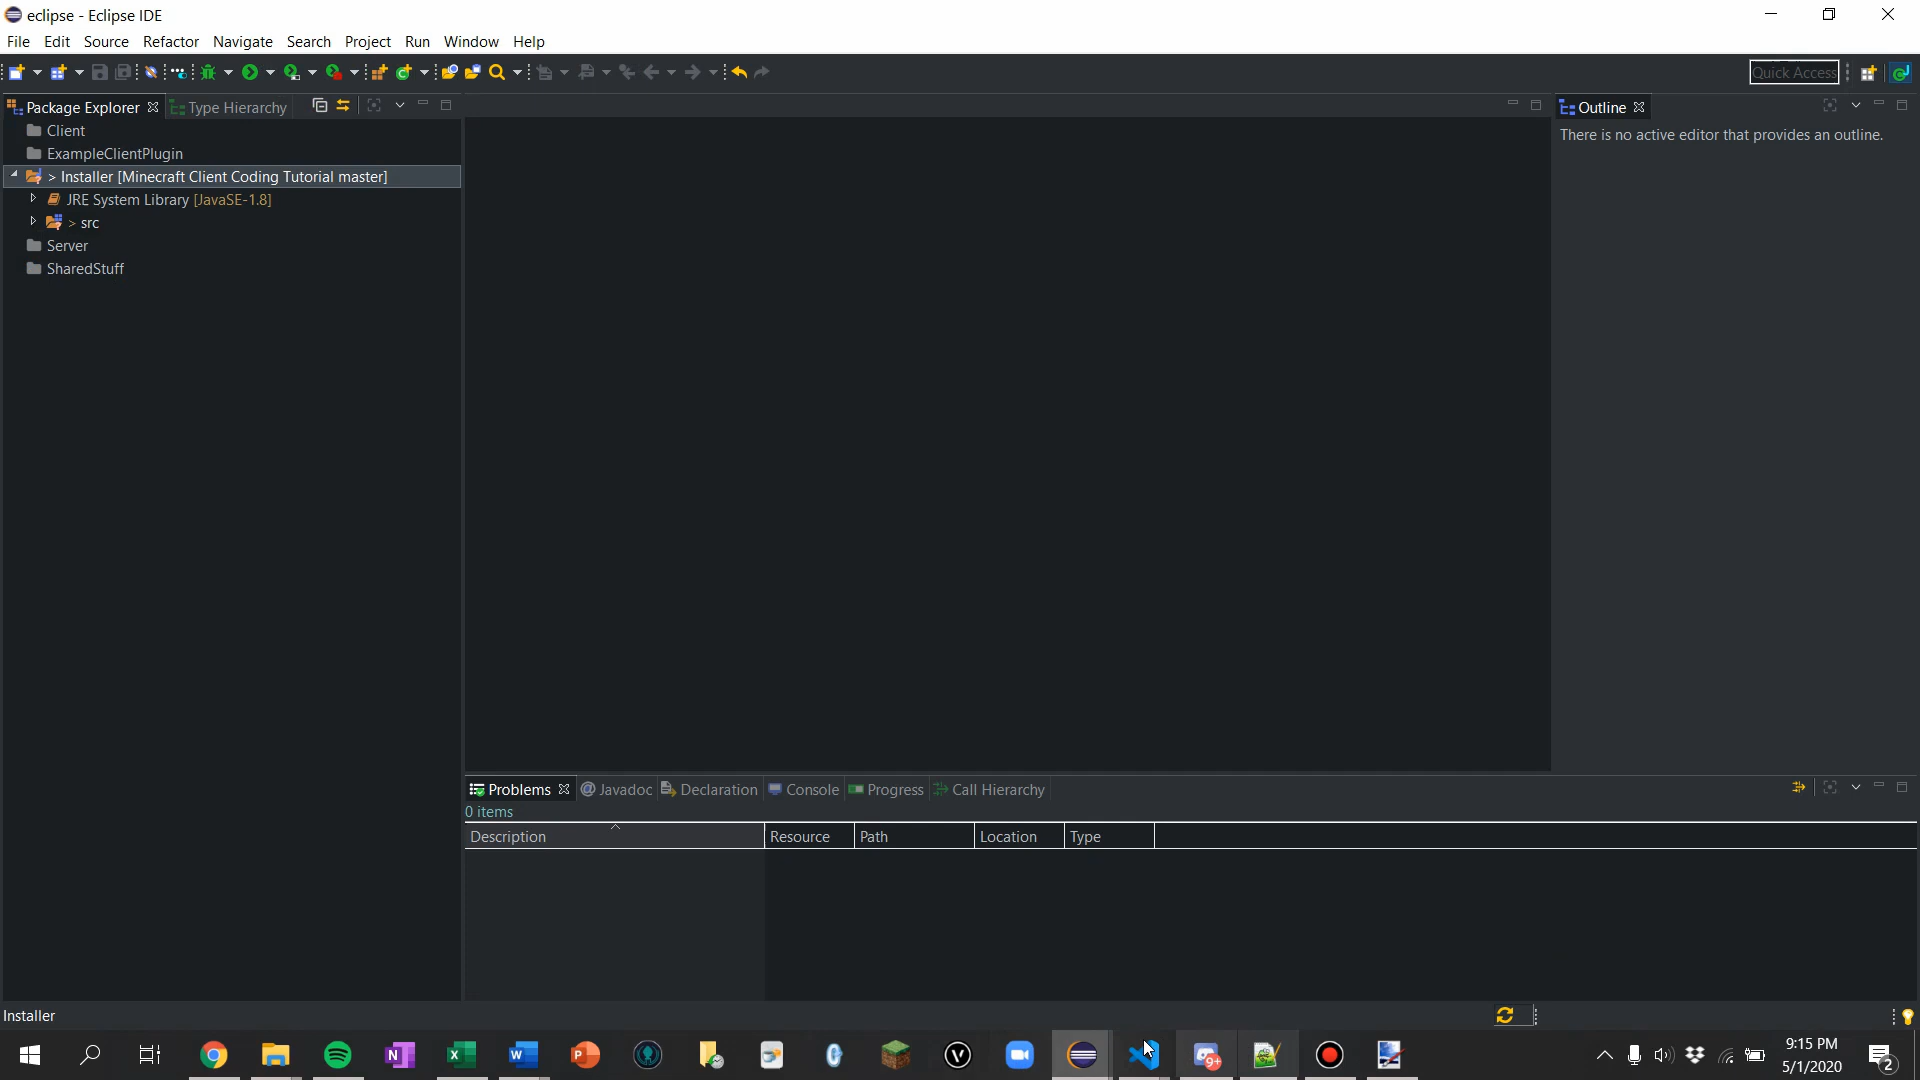 eclipse - Eclipse IDE
File Edit Source Refactor Navigate Search Project Run Window Help
Quick Access
Package Explorer Type Hierarchy
Outline
Client
There is no active editor that provides an outline.
ExampleClientPlugin
> Installer [Minecraft Client Coding Tutorial master]
JRE System Library [JavaSE-1.8]
> src
Server
SharedStuff
Problems @ Javadoc Declaration Console Progress Call Hierarchy
0 items
Description Resource Path Location Type
Installer
9+
9:15 PM
5/1/2020
2